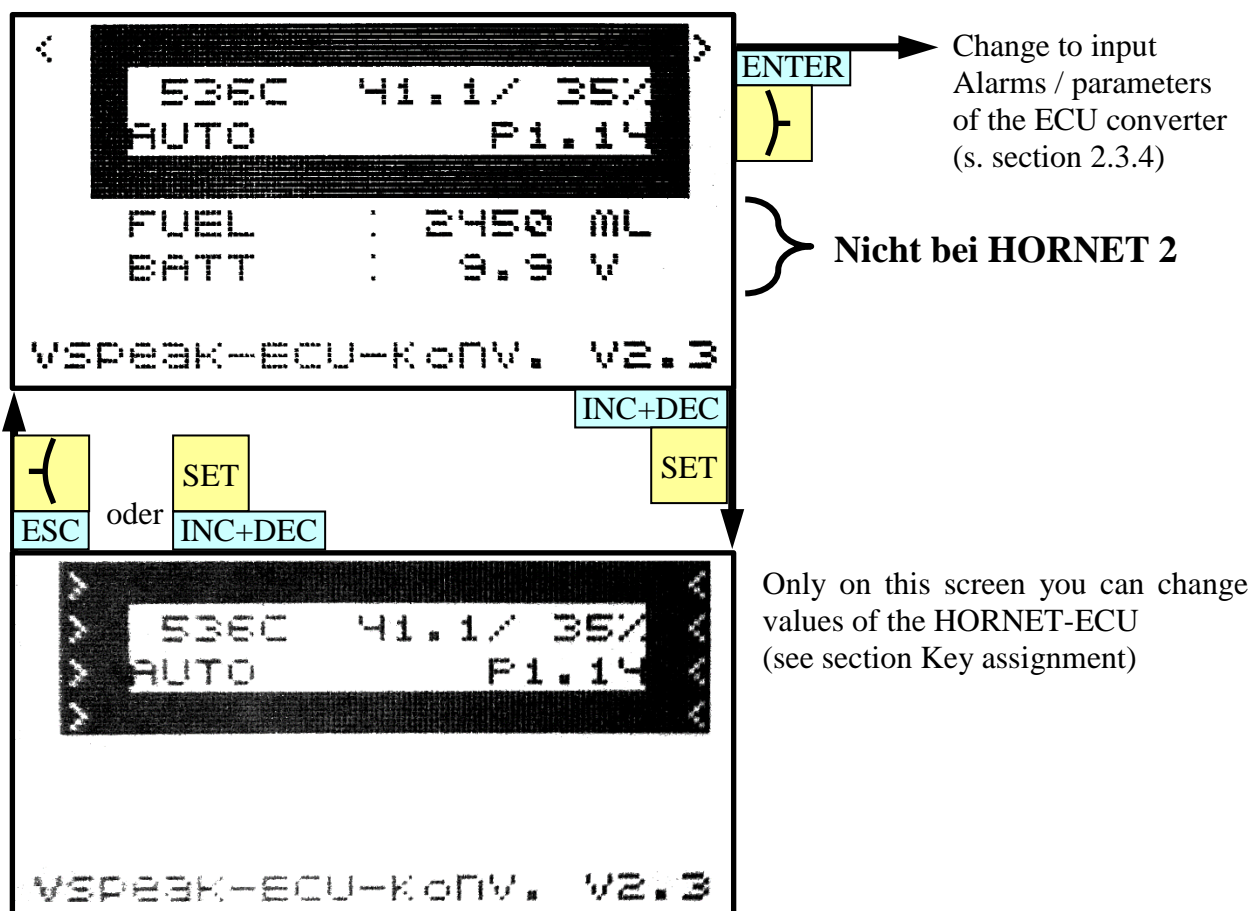 < >
536C 41.1/ 35%
AUTO P1.14
FUEL : 2450 ML
BATT : 9.9 V
VSPeaK-ECU-KonV. V2.3
ENTER
Change to input
Alarms / parameters
of the ECU converter
(s. section 2.3.4)
Nicht bei HORNET 2
INC+DEC
SET
ESC
oder
SET
INC+DEC
> <
> 536C 41.1/ 35% <
> AUTO P1.14 <
> <
VSPeaK-ECU-KonV. V2.3
Only on this screen you can change
values of the HORNET-ECU
(see section Key assignment)